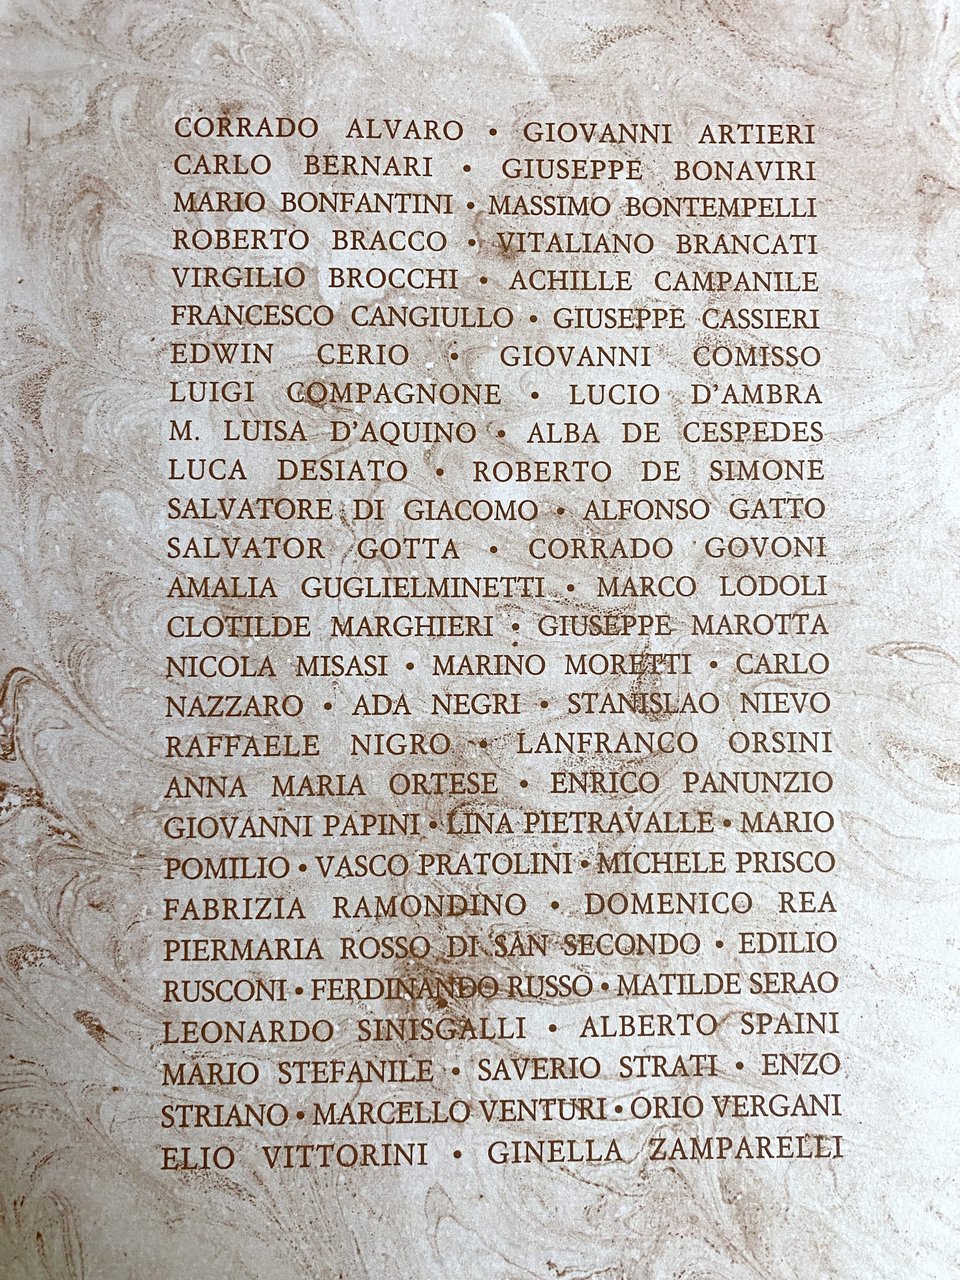 CORRADO ALVARO • GIOVANNI ARTIERI
CARLO BERNARI • GIUSEPPE BONAVIRI
MARIO BONFANTINI • MASSIMO BONTEMPELLI
ROBERTO BRACCO • VITALIANO BRANCATI
VIRGILIO BROCCHI • ACHILLE CAMPANILE
FRANCESCO CANGIULLO • GIUSEPPE CASSIERI
EDWIN CERIO • GIOVANNI COMISSO
LUIGI COMPAGNONE • LUCIO D'AMBRA
M. LUISA D'AQUINO • ALBA DE CESPEDES
LUCA DESIATO • ROBERTO DE SIMONE
SALVATORE DI GIACOMO • ALFONSO GATTO
SALVATOR GOTTA • CORRADO GOVONI
AMALIA GUGLIELMINETTI • MARCO LODOLI
CLOTILDE MARGHIERI • GIUSEPPE MAROTTA
NICOLA MISASI • MARINO MORETTI • CARLO
NAZZARO • ADA NEGRI • STANISLAO NIEVO
RAFFAELE NIGRO • LANFRANCO ORSINI
ANNA MARIA ORTESE • ENRICO PANUNZIO
GIOVANNI PAPINI • LINA PIETRAVALLE • MARIO
POMILIO • VASCO PRATOLINI • MICHELE PRISCO
FABRIZIA RAMONDINO • DOMENICO REA
PIERMARIA ROSSO DI SAN SECONDO • EDILIO
RUSCONI • FERDINANDO RUSSO • MATILDE SERAO
LEONARDO SINISGALLI • ALBERTO SPAINI
MARIO STEFANILE • SAVERIO STRATI • ENZO
STRIANO • MARCELLO VENTURI • ORIO VERGANI
ELIO VITTORINI • GINELLA ZAMPARELLI